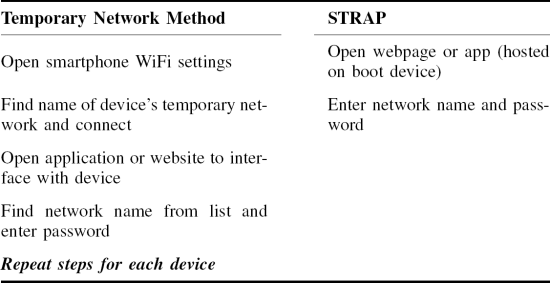 Temporary Network Method STRAP
Open smartphone WiFi settings
Open webpage or app (hosted
on boot device)
Find name of device's temporary net-
work and connect
Enter network name and pass-
word
Open application or website to inter-
face with device
Find network name from list and
enter password
Repeat steps for each device